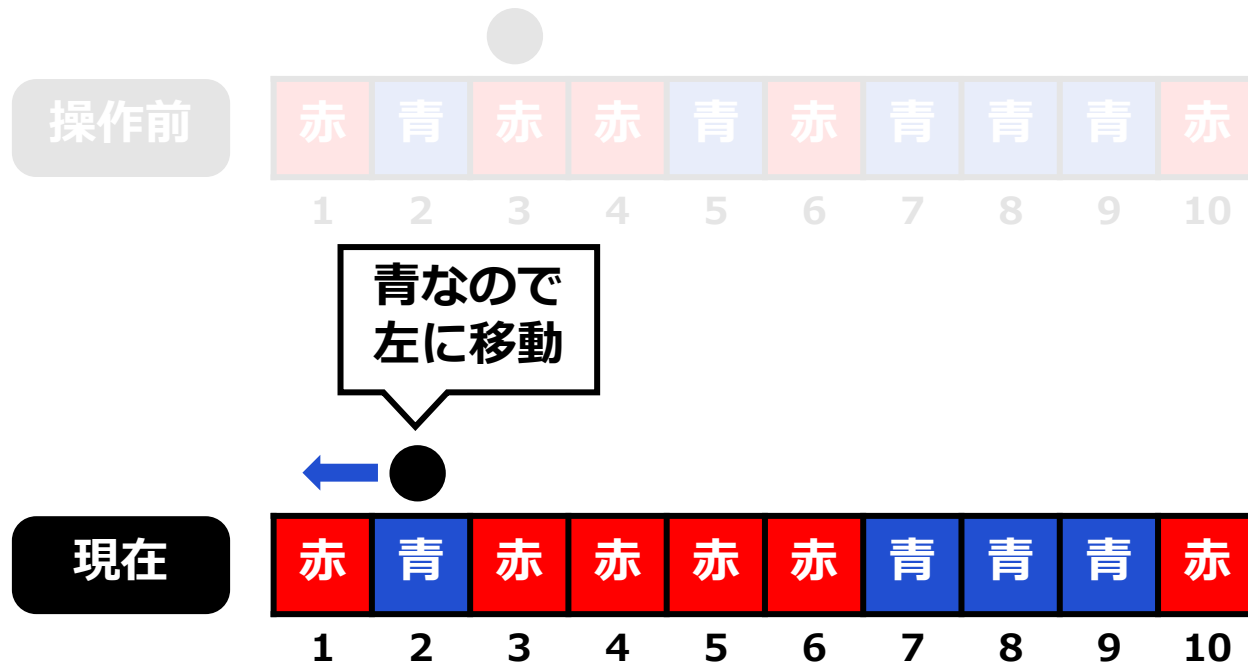 操作前 赤 青 赤 赤 青 赤 青 青 青 赤
1 2 3 4 5 6 7 8 9 10
青なので
左に移動
現在 赤 青 赤 赤 赤 赤 青 青 青 赤
1 2 3 4 5 6 7 8 9 10